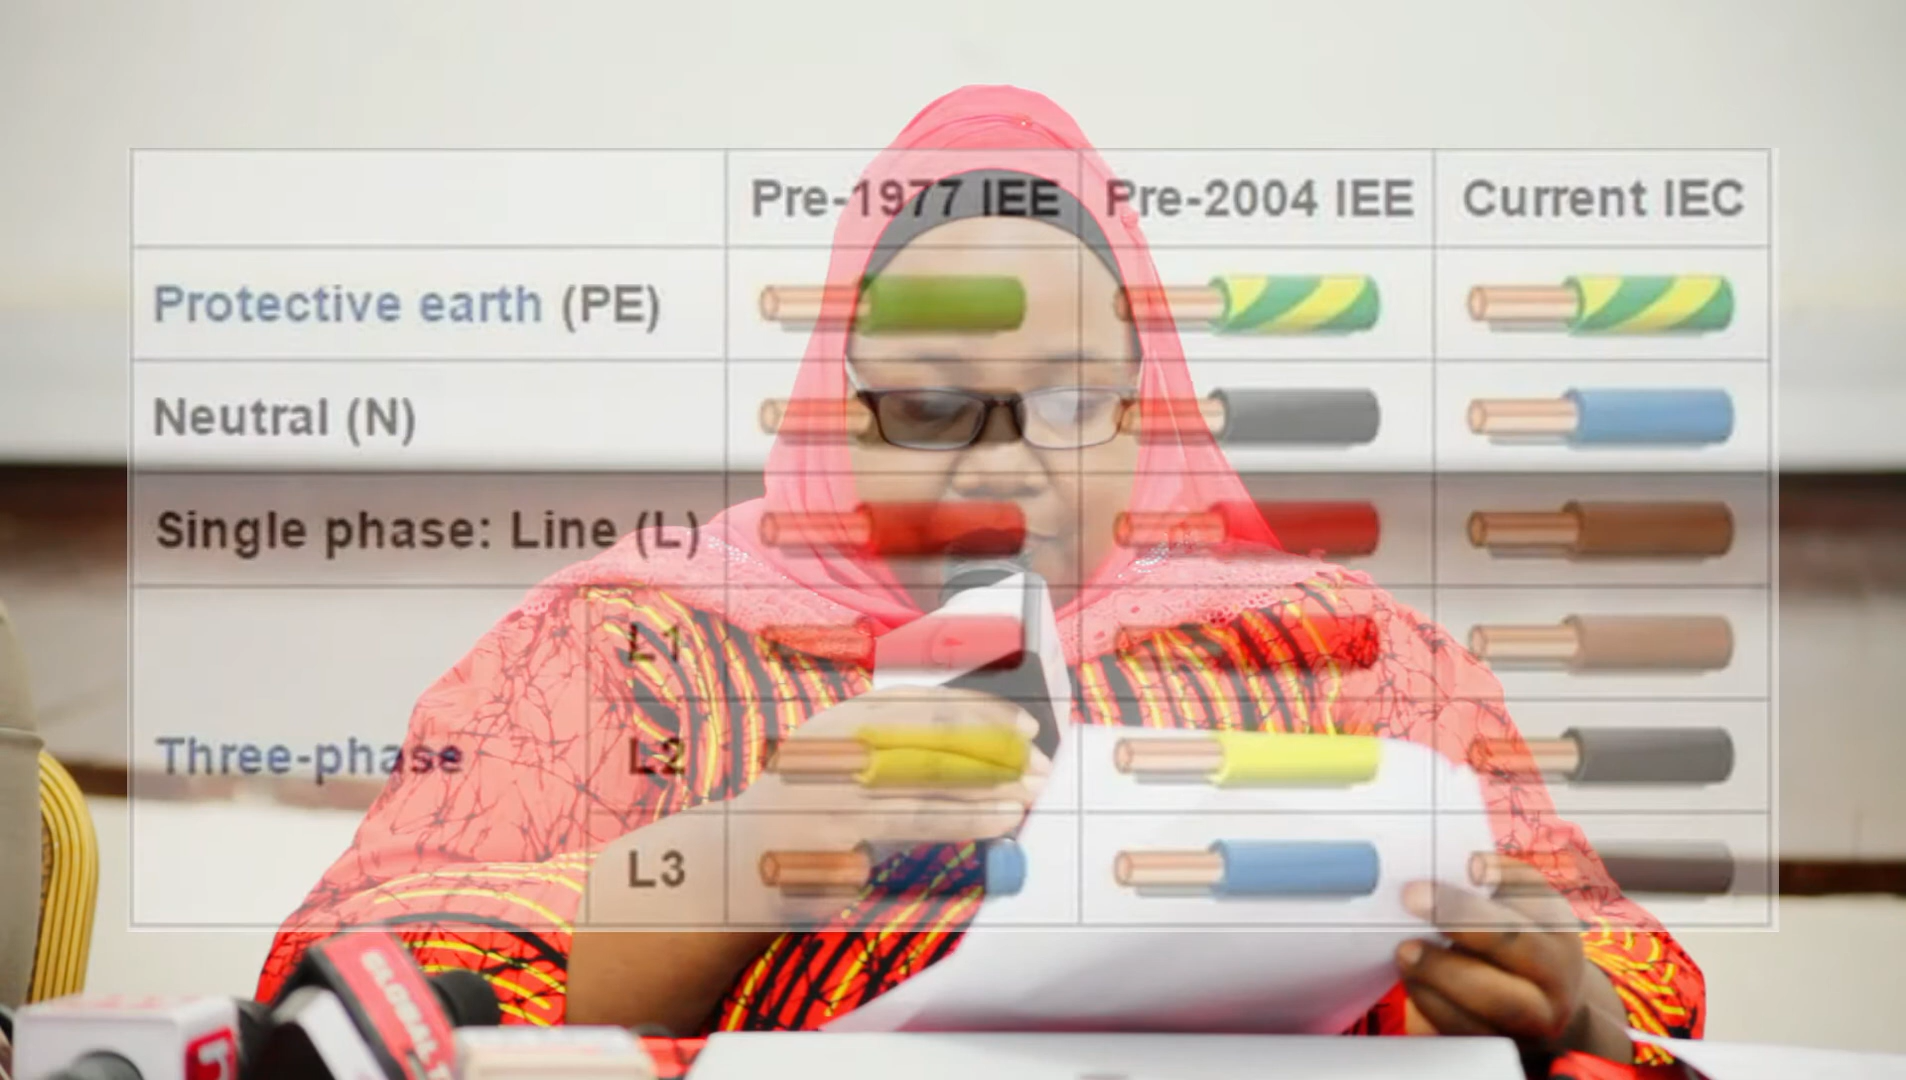 Pre-1977 IEE Pre-2004 IEE Current IEC
Protective earth (PE)
Neutral (N)
Single phase: Line (L)
L1
Three-phase L2
L3
GLOBAL T